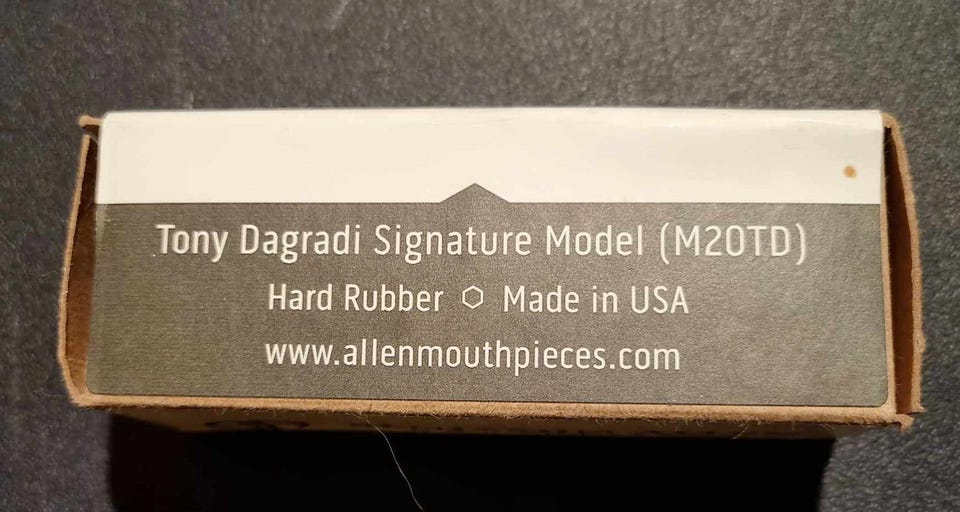 Tony Dagradi Signature Model (M20TD)
Hard Rubber ⬡ Made in USA
www.allenmouthpieces.com